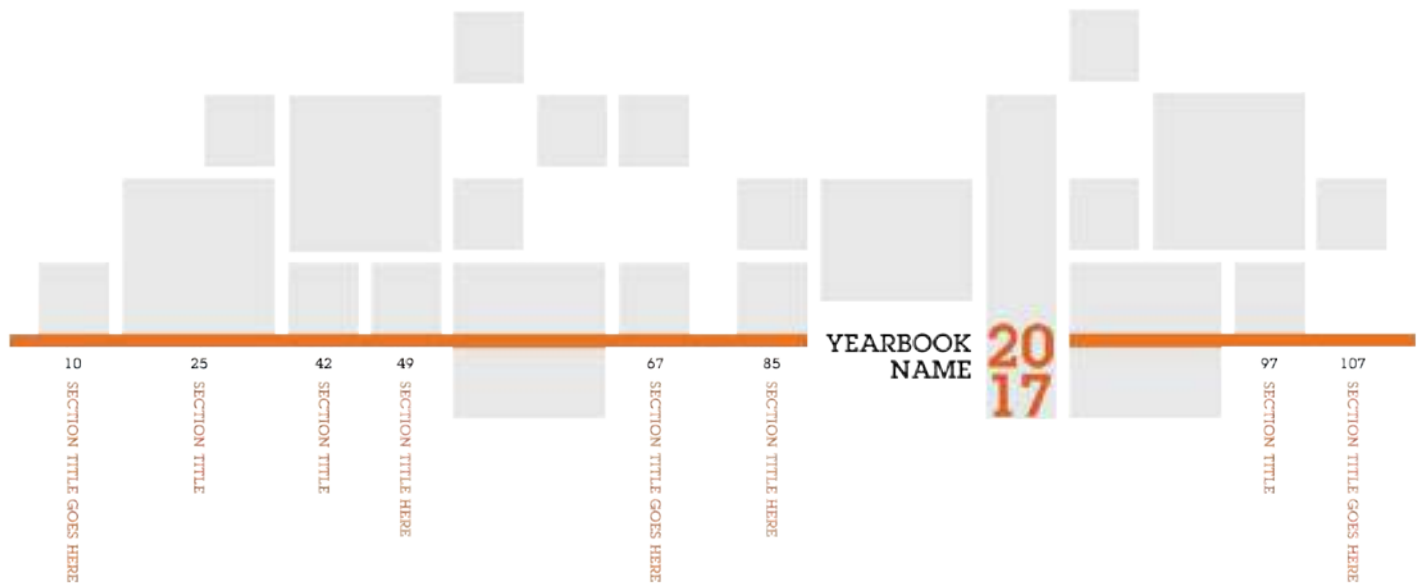 10
SECTION TITLE GOES HERE
25
SECTION TITLE
42
SECTION TITLE
49
SECTION TITLE HERE
67
SECTION TITLE GOES HERE
85
SECTION TITLE HERE
YEARBOOK
NAME
20
17
97
SECTION TITLE
107
SECTION TITLE GOES HERE